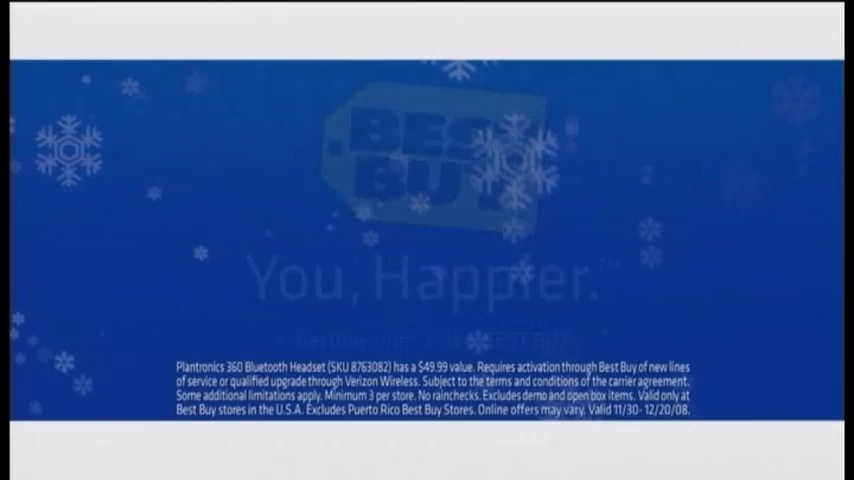 BEST
BUY
You, Happier.™
Plantronics 360 Bluetooth Headset (SKU 8763082) has a $49.99 value. Requires activation through Best Buy of new lines
of service or qualified upgrade through Verizon Wireless. Subject to the terms and conditions of the carrier agreement.
Some additional limitations apply. Minimum 3 per store. No rainchecks. Excludes demo and open box items. Valid only at
Best Buy stores in the U.S.A. Excludes Puerto Rico Best Buy Stores. Online offers may vary. Valid 11/30- 12/20/08.